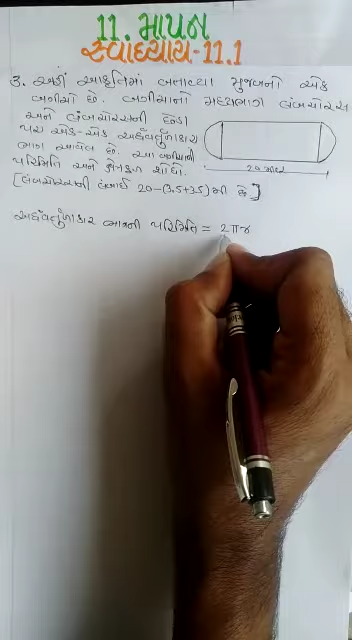 11. માપન
સ્વાધ્યાય-11.1
3. અહીં આકૃતિમાં બતાવ્યા મુજબનો એક
બગીચો છે. બગીચાનો મધ્યભાગ લંબચોરસ
અને લંબચોરસની છેડા
પર એક-એક અર્ધવર્તુળાકાર
ભાગ આવેલ છે. આ બગીચાની
પરિમિતિ અને ક્ષેત્રફળ શોધો.
20 મીટર
[લંબચોરસની લંબાઈ 20-(3.5+3.5)મી છે]
અર્ધવર્તુળાકાર ભાગની પરિમિતિ = 2πr